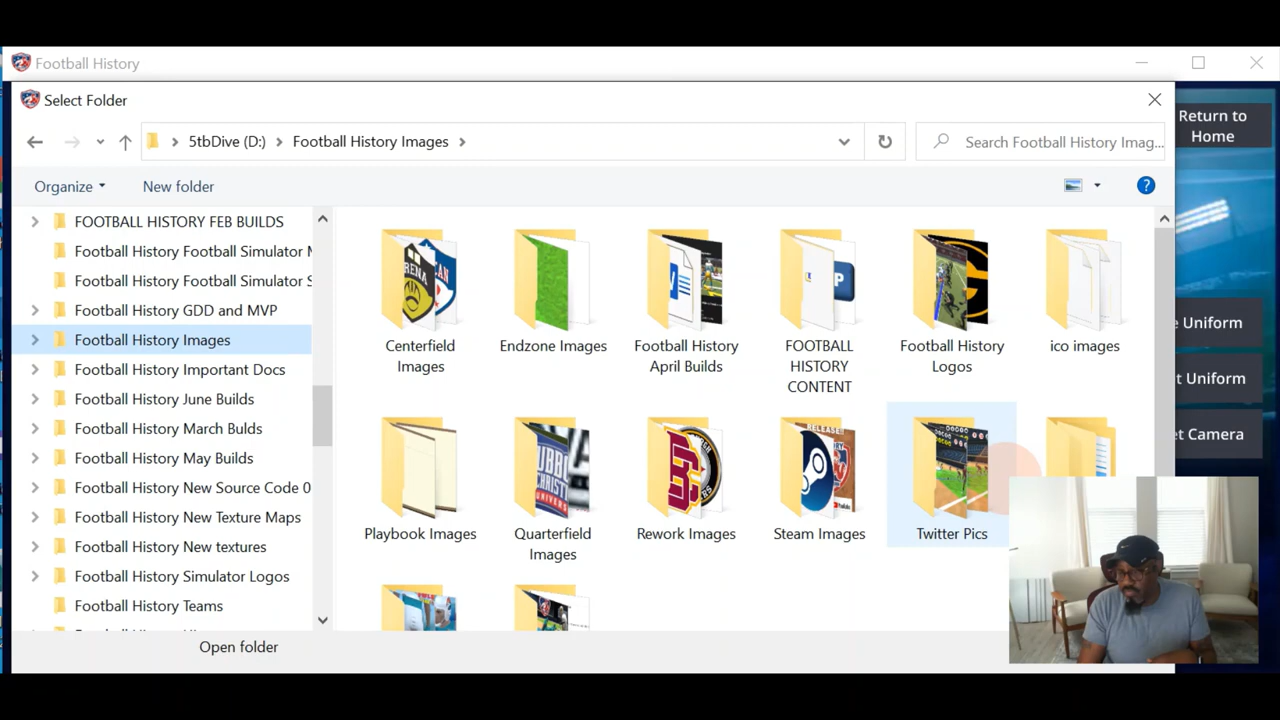 Football History
Select Folder
5tbDive (D:)
Football History Images
Search Football History Imag...
Return to
Home
Organize
New folder
FOOTBALL HISTORY FEB BUILDS
Football History Football Simulator
Football History Football Simulator S
Football History GDD and MVP
Football History Images
Football History Important Docs
Football History June Builds
Football History March Bulds
Football History May Builds
Football History New Source Code 0
Football History New Texture Maps
Football History New textures
Football History Simulator Logos
Football History Teams
Centerfield
Images
Endzone Images
Football History
April Builds
FOOTBALL
HISTORY
CONTENT
Football History
Logos
ico images
Playbook Images
Quarterfield
Images
Rework Images
Steam Images
Twitter Pics
e Uniform
t Uniform
et Camera
Open folder